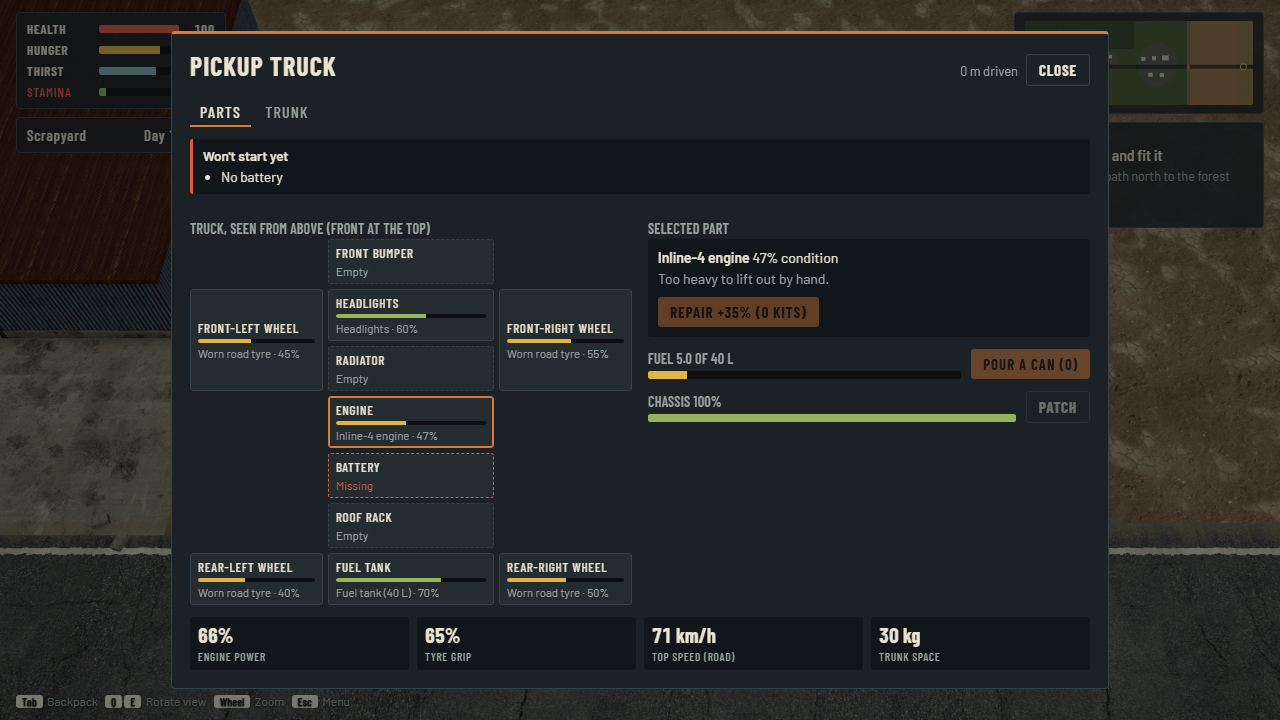 HEALTH 100
HUNGER
THIRST
STAMINA
Scrapyard Day
PICKUP TRUCK
0 m driven CLOSE
PARTS TRUNK
Won't start yet
No battery
and fit it
path north to the forest
TRUCK, SEEN FROM ABOVE (FRONT AT THE TOP)
FRONT BUMPER
Empty
FRONT-LEFT WHEEL
Worn road tyre · 45%
HEADLIGHTS
Headlights · 60%
FRONT-RIGHT WHEEL
Worn road tyre · 55%
RADIATOR
Empty
ENGINE
Inline-4 engine · 47%
BATTERY
Missing
ROOF RACK
Empty
REAR-LEFT WHEEL
Worn road tyre · 40%
FUEL TANK
Fuel tank (40 L) · 70%
REAR-RIGHT WHEEL
Worn road tyre · 50%
SELECTED PART
Inline-4 engine 47% condition
Too heavy to lift out by hand.
REPAIR +35% (0 KITS)
FUEL 5.0 OF 40 L
POUR A CAN (0)
CHASSIS 100%
PATCH
66%
ENGINE POWER
65%
TYRE GRIP
71 km/h
TOP SPEED (ROAD)
30 kg
TRUNK SPACE
Tab Backpack Q E Rotate view Wheel Zoom Esc Menu